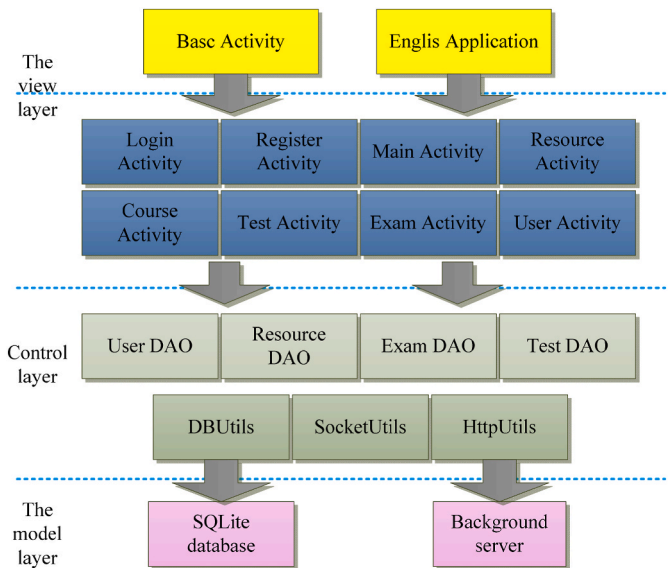 Basc Activity
Englis Application
The
view
layer
Login
Activity
Register
Activity
Main Activity
Resource
Activity
Course
Activity
Test Activity
Exam Activity
User Activity
Control
layer
User DAO
Resource
DAO
Exam DAO
Test DAO
DBUtils
SocketUtils
HttpUtils
The
model
layer
SQLite
database
Background
server